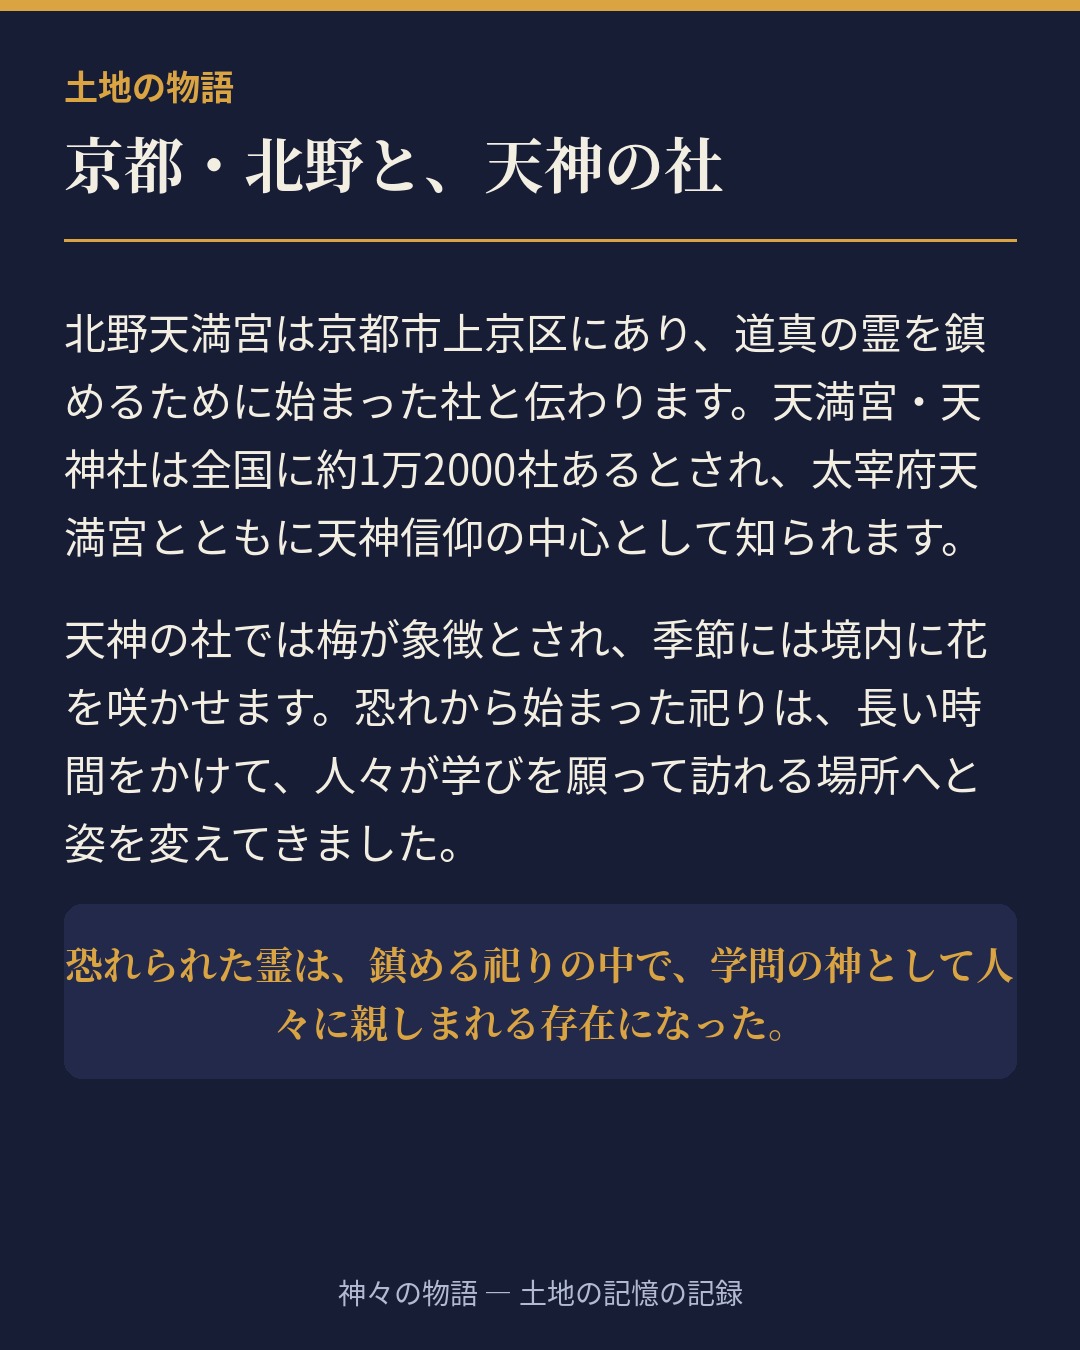 土地の物語
京都・北野と、天神の社
北野天満宮は京都市上京区にあり、道真の霊を鎮
めるために始まった社と伝わります。天満宮・天
神社は全国に約1万2000社あるとされ、太宰府天
満宮とともに天神信仰の中心として知られます。
天神の社では梅が象徴とされ、季節には境内に花
を咲かせます。恐れから始まった祀りは、長い時
間をかけて、人々が学びを願って訪れる場所へと
姿を変えてきました。
恐れられた霊は、鎮める祀りの中で、学問の神として人
々に親しまれる存在になった。
神々の物語 — 土地の記憶の記録